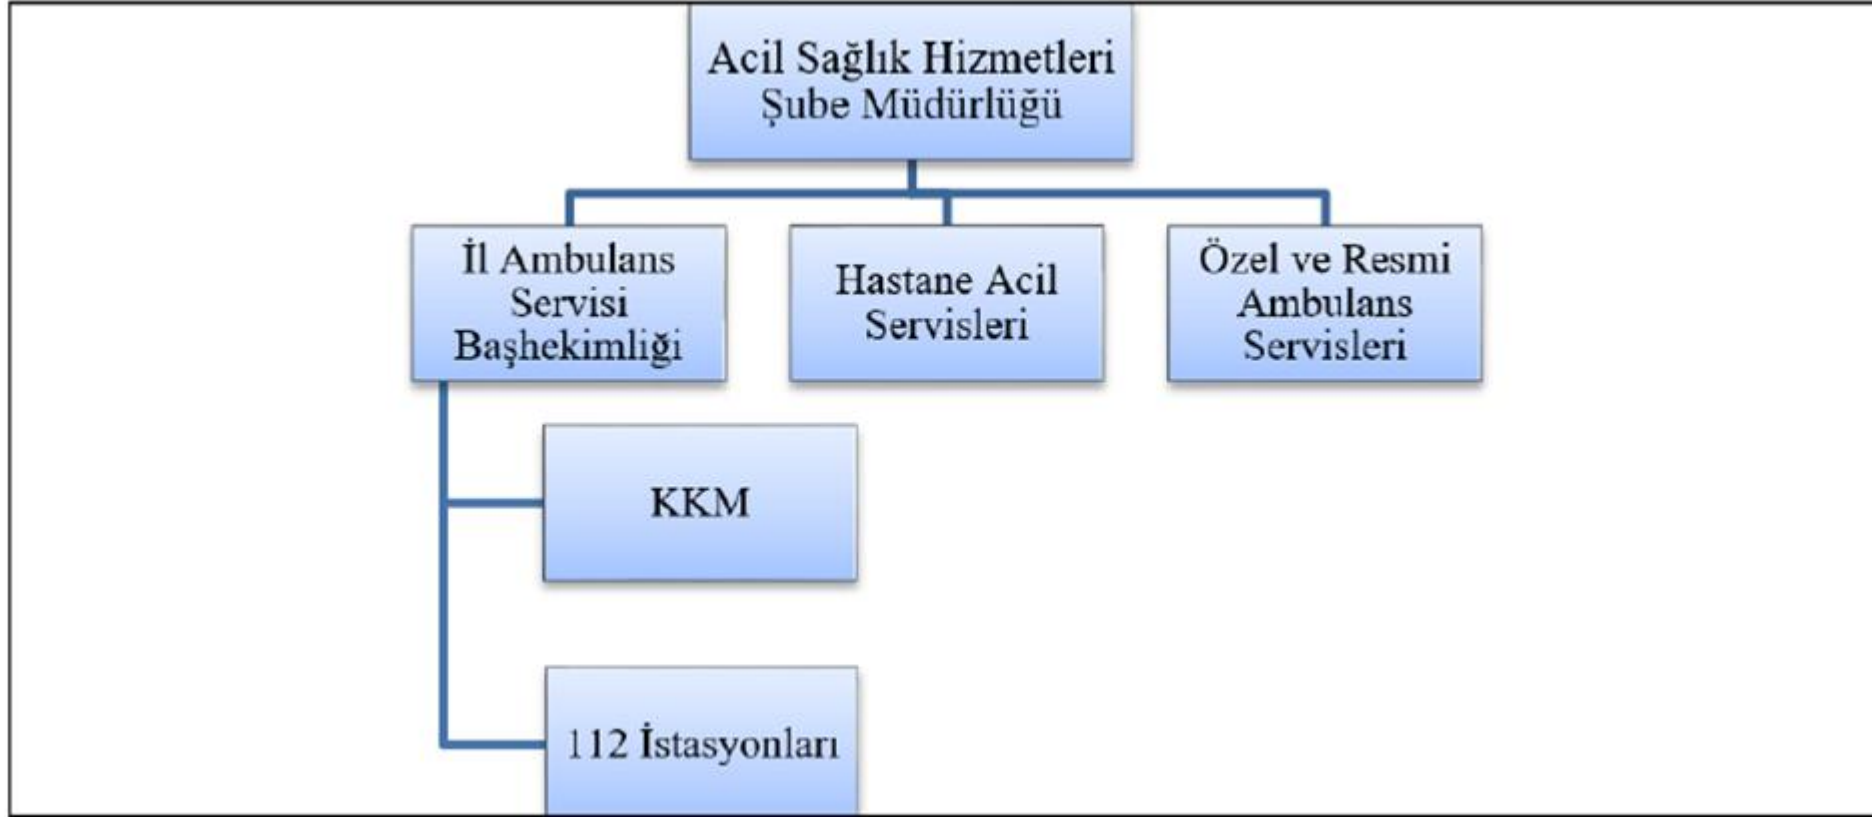 Acil Sağlık Hizmetleri
Şube Müdürlüğü
İl Ambulans
Servisi
Başhekimliği
Hastane Acil
Servisleri
Özel ve Resmi
Ambulans
Servisleri
KKM
112 İstasyonları